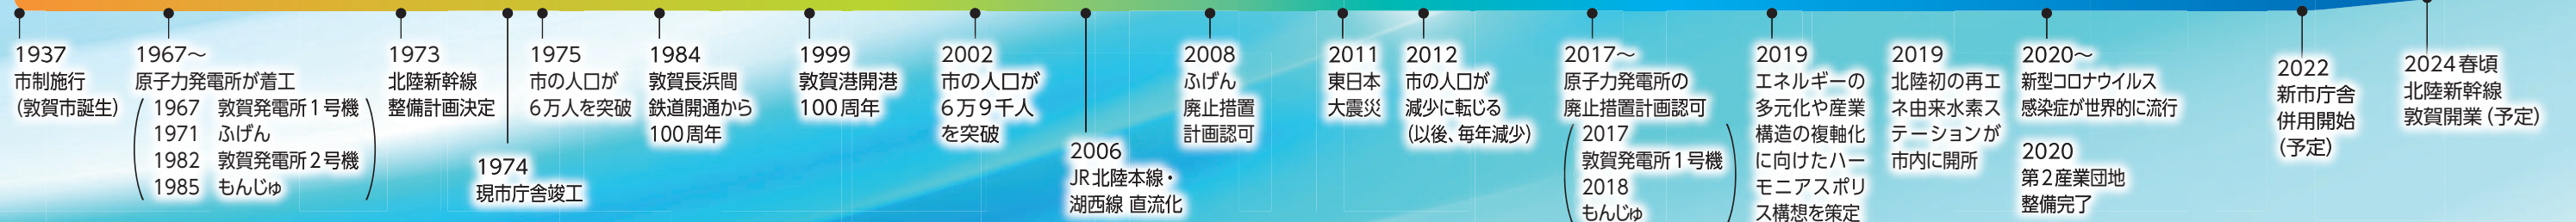 1937
市制施行
(敦賀市誕生)
1967～
原子力発電所が着工
1967 敦賀発電所1号機
1971 ふげん
1982 敦賀発電所2号機
1985 もんじゅ
1973
北陸新幹線
整備計画決定
1974
現市庁舎竣工
1975
市の人口が
6万人を突破
1984
敦賀長浜間
鉄道開通から
100周年
1999
敦賀港開港
100周年
2002
市の人口が
6万9千人
を突破
2006
JR北陸本線・
湖西線 直流化
2008
ふげん
廃止措置
計画認可
2011
東日本
大震災
2012
市の人口が
減少に転じる
(以後、毎年減少)
2017～
原子力発電所の
廃止措置計画認可
2017
敦賀発電所1号機
2018
もんじゅ
2019
エネルギーの
多元化や産業
構造の複軸化
に向けたハー
モニアスポリ
ス構想を策定
2019
北陸初の再エ
ネ由来水素ス
テーションが
市内に開所
2020～
新型コロナウイルス
感染症が世界的に流行
2020
第2産業団地
整備完了
2022
新市庁舎
併用開始
(予定)
2024春頃
北陸新幹線
敦賀開業(予定)